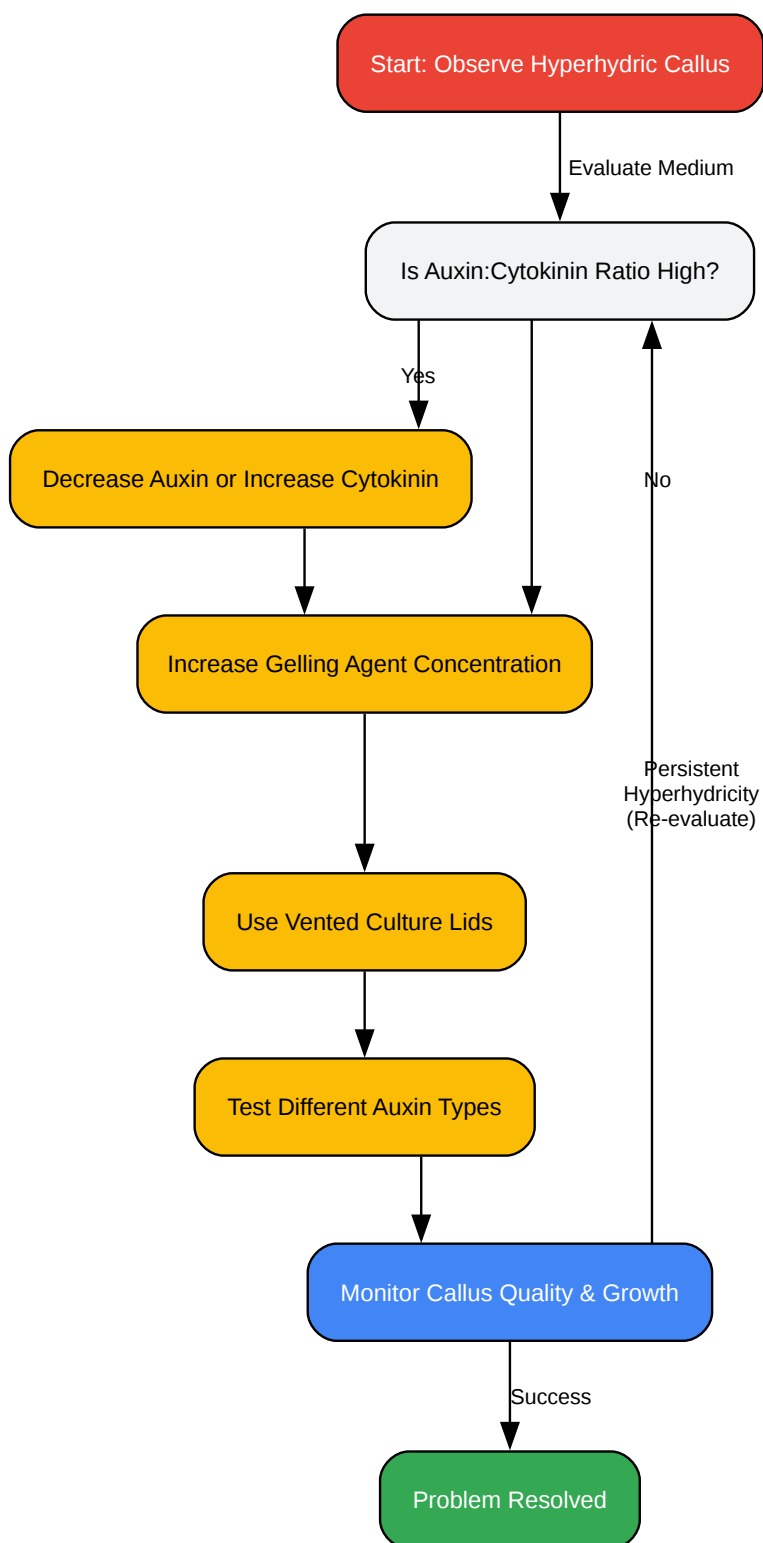 Start: Observe Hyperhydric Callus
Evaluate Medium
Is Auxin:Cytokinin Ratio High?
Yes
Decrease Auxin or Increase Cytokinin
No
Increase Gelling Agent Concentration
Persistent
Hyperhydricity
(Re-evaluate)
Use Vented Culture Lids
Test Different Auxin Types
Monitor Callus Quality & Growth
Success
Problem Resolved